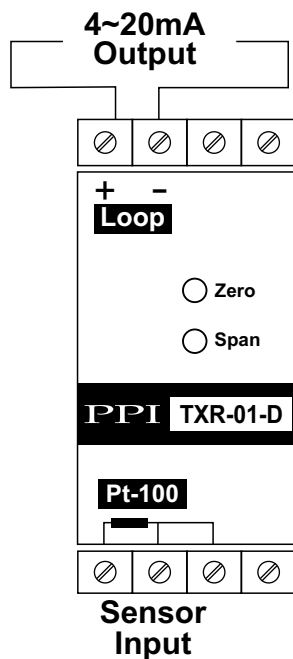 4~20mA
Output
+ –
Loop
Zero
Span
PPI TXR-01-D
Pt-100
Sensor
Input